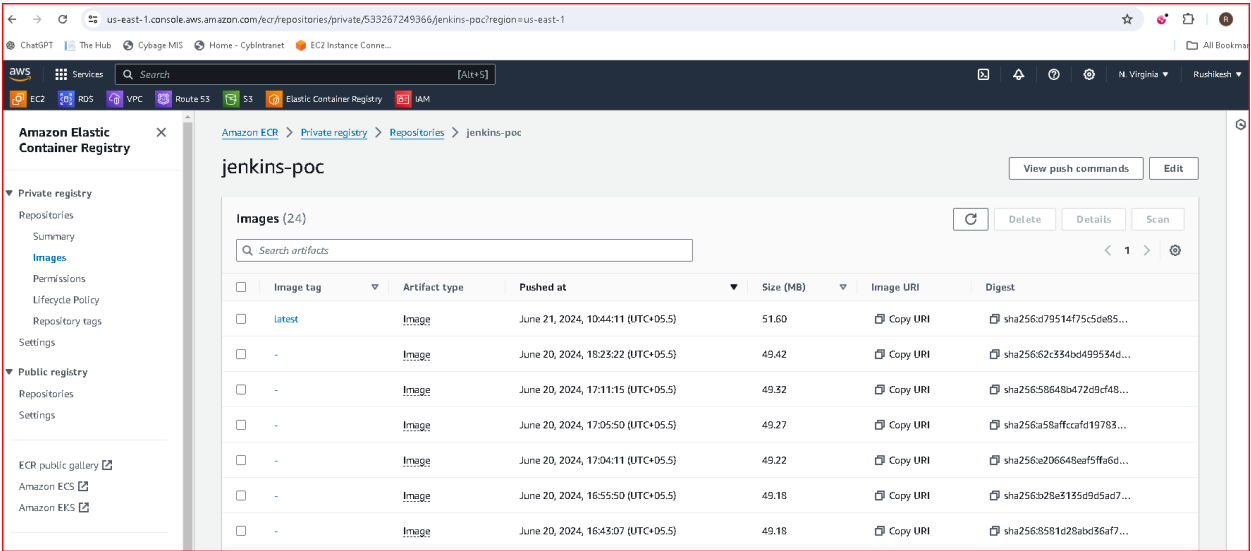 us-east-1.console.aws.amazon.com/ecr/repositories/private/533267249366/jenkins-poc?region=us-east-1
R
ChatGPT The Hub Cybage MIS Home - CybIntranet EC2 Instance Conne... All Bookmar
aws Services Search [Alt+S] N. Virginia Rushikesh
EC2 RDS VPC Route 53 S3 Elastic Container Registry IAM
Amazon Elastic
Container Registry
Private registry
Repositories
Summary
Images
Permissions
Lifecycle Policy
Repository tags
Settings
Public registry
Repositories
Settings
ECR public gallery
Amazon ECS
Amazon EKS
Amazon ECR > Private registry > Repositories > jenkins-poc
jenkins-poc
View push commands Edit
Images (24)
Delete Details Scan
Search artifacts
< 1 >
Image tag Artifact type Pushed at Size (MB) Image URI Digest
latest Image June 21, 2024, 10:44:11 (UTC+05.5) 51.60 Copy URI sha256:d79514f75c5de85...
- Image June 20, 2024, 18:23:22 (UTC+05.5) 49.42 Copy URI sha256:62c334bd499534d...
- Image June 20, 2024, 17:11:15 (UTC+05.5) 49.32 Copy URI sha256:58648b472d9cf48...
- Image June 20, 2024, 17:05:50 (UTC+05.5) 49.27 Copy URI sha256:a58affccafd19783...
- Image June 20, 2024, 17:04:11 (UTC+05.5) 49.22 Copy URI sha256:e206648eaf5ffa6d...
- Image June 20, 2024, 16:55:50 (UTC+05.5) 49.18 Copy URI sha256:b28e3135d9d5ad7...
- Image June 20, 2024, 16:43:07 (UTC+05.5) 49.18 Copy URI sha256:8581d28abd36af7...